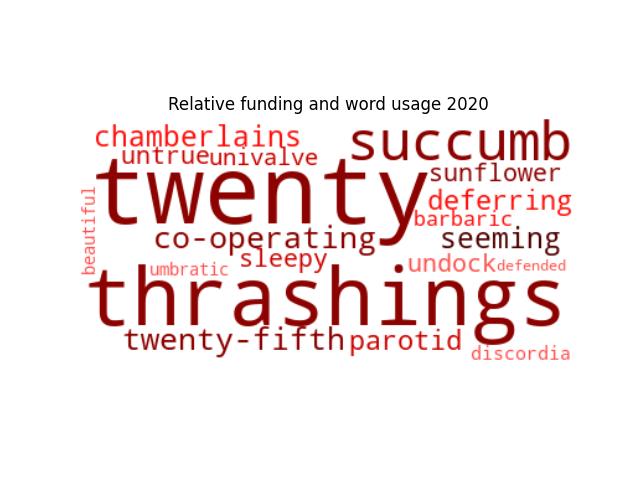 Relative funding and word usage 2020
chamberlains
succumb
untrue
univalve
twenty
sunflower
beautiful
deferring
barbaric
co-operating
seeming
sleepy
undock
defended
umbratic
thrashings
twenty-fifth
parotid
discordia